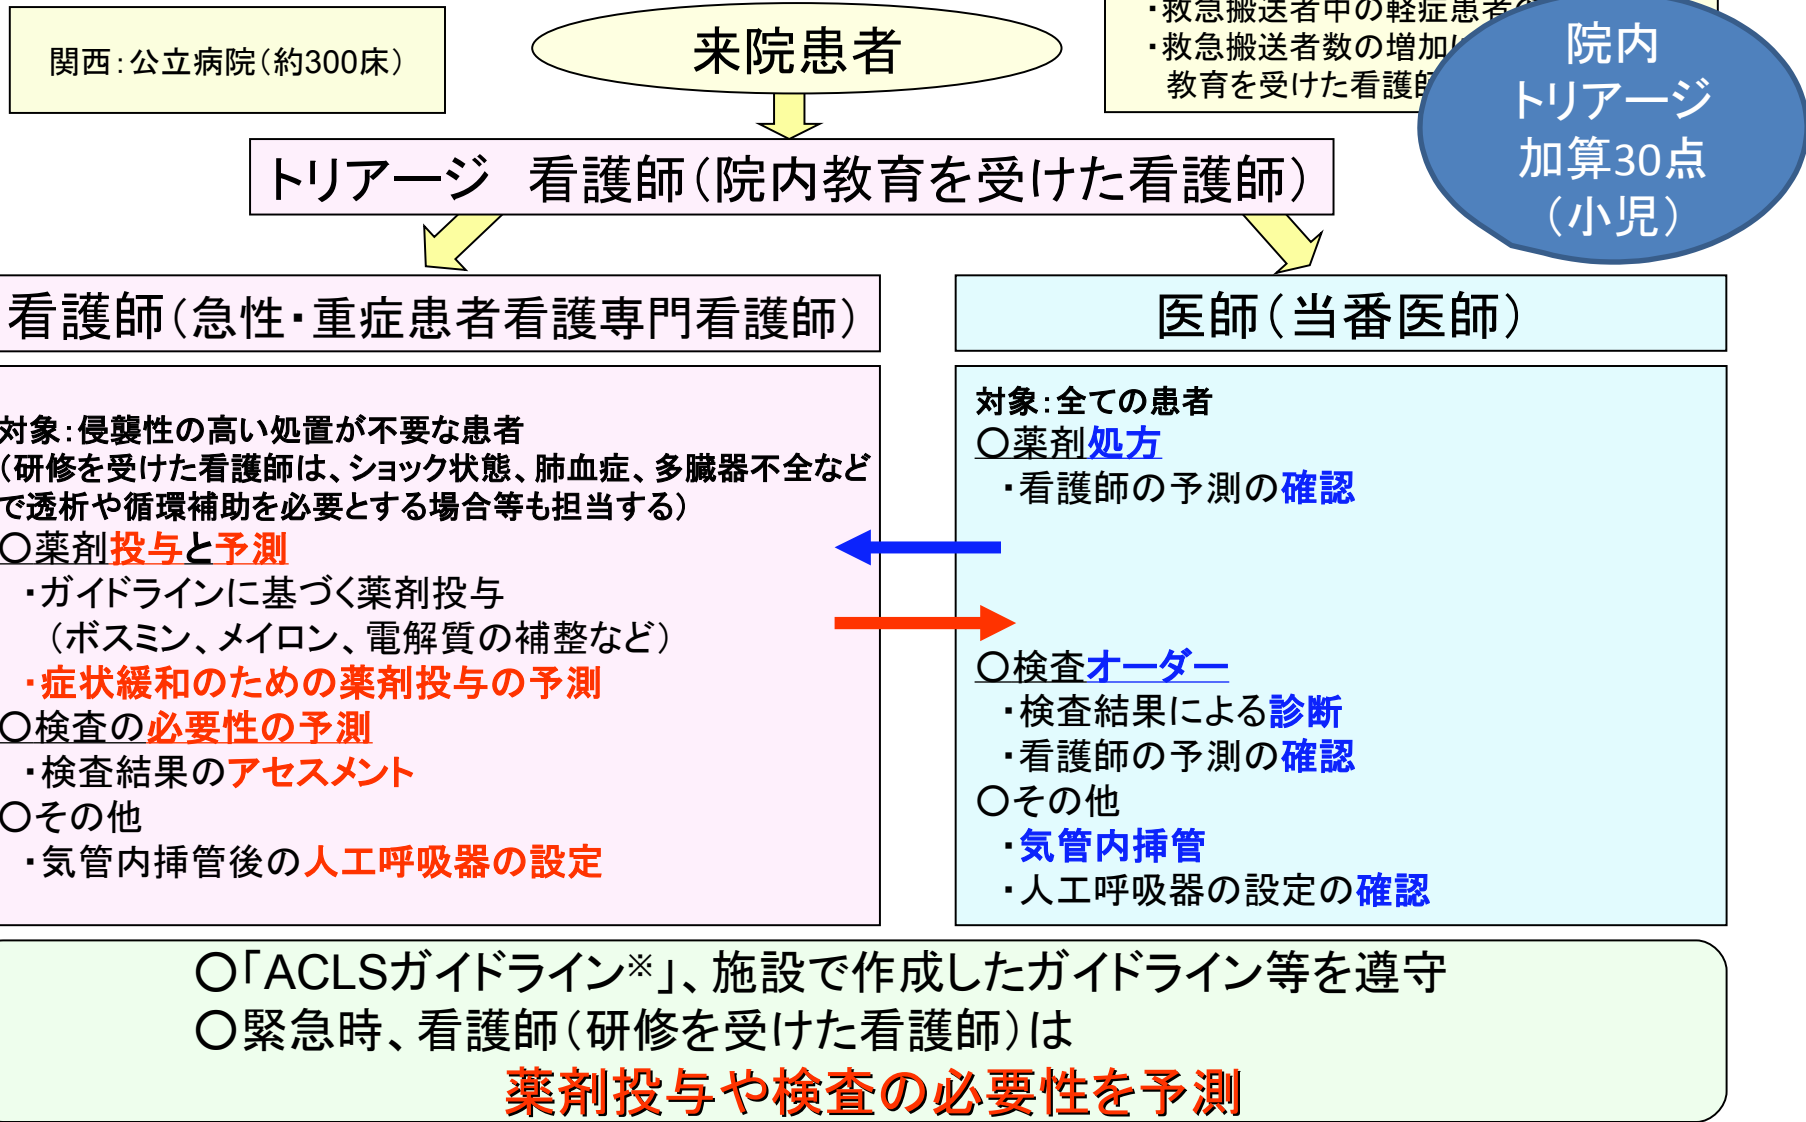 関西：公立病院（約300床）
来院患者
・救急搬送者中の軽症患者
・救急搬送者数の増加
教育を受けた看護師
院内
トリアージ
加算30点
（小児）
トリアージ　看護師（院内教育を受けた看護師）
看護師（急性・重症患者看護専門看護師）
対象：侵襲性の高い処置が不要な患者
（研修を受けた看護師は、ショック状態、肺血症、多臓器不全など
で透析や循環補助を必要とする場合等も担当する）
○薬剤投与と予測
・ガイドラインに基づく薬剤投与
（ボスミン、メイロン、電解質の補整など）
・症状緩和のための薬剤投与の予測
○検査の必要性の予測
・検査結果のアセスメント
○その他
・気管内挿管後の人工呼吸器の設定
医師（当番医師）
対象：全ての患者
○薬剤処方
・看護師の予測の確認
○検査オーダー
・検査結果による診断
・看護師の予測の確認
○その他
・気管内挿管
・人工呼吸器の設定の確認
○「ACLSガイドライン※」、施設で作成したガイドライン等を遵守
○緊急時、看護師（研修を受けた看護師）は
薬剤投与や検査の必要性を予測